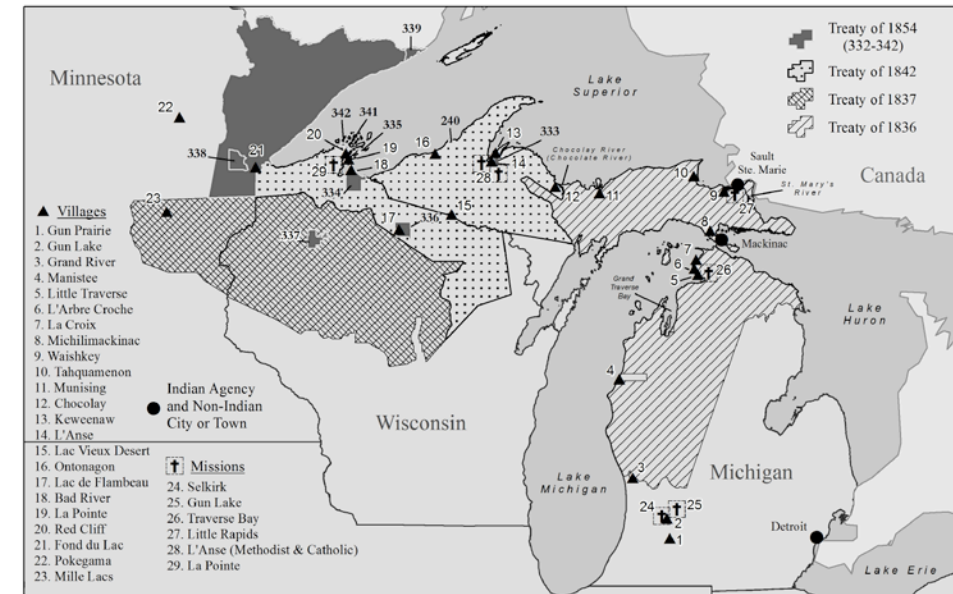 339
Minnesota
Lake
Superior
Treaty of 1854
(332-342)
Treaty of 1842
Treaty of 1837
Treaty of 1836
22
342
341
335
20
240
13
333
338
21
16
19
29
18
14
28
334
Chocolay River
(Chocolate River)
12
11
10
Sault
Ste. Marie
9
St. Mary's
River
27
Canada
23
17
336
15
337
8
Mackinac
7
6
5
26
Grand
Traverse
Bay
Lake
Huron
▲ Villages
1. Gun Prairie
2. Gun Lake
3. Grand River
4. Manistee
5. Little Traverse
6. L'Arbre Croche
7. La Croix
8. Michilimackinac
9. Waishkey
10. Tahquamenon
11. Munising
12. Chocolay
13. Keweenaw
14. L'Anse
15. Lac Vieux Desert
16. Ontonagon
17. Lac de Flambeau
18. Bad River
19. La Pointe
20. Red Cliff
21. Fond du Lac
22. Pokegama
23. Mille Lacs
Indian Agency
and Non-Indian
City or Town
Missions
24. Selkirk
25. Gun Lake
26. Traverse Bay
27. Little Rapids
28. L'Anse (Methodist & Catholic)
29. La Pointe
Wisconsin
4
Lake
Michigan
3
Michigan
24
25
2
1
Detroit
Lake Erie